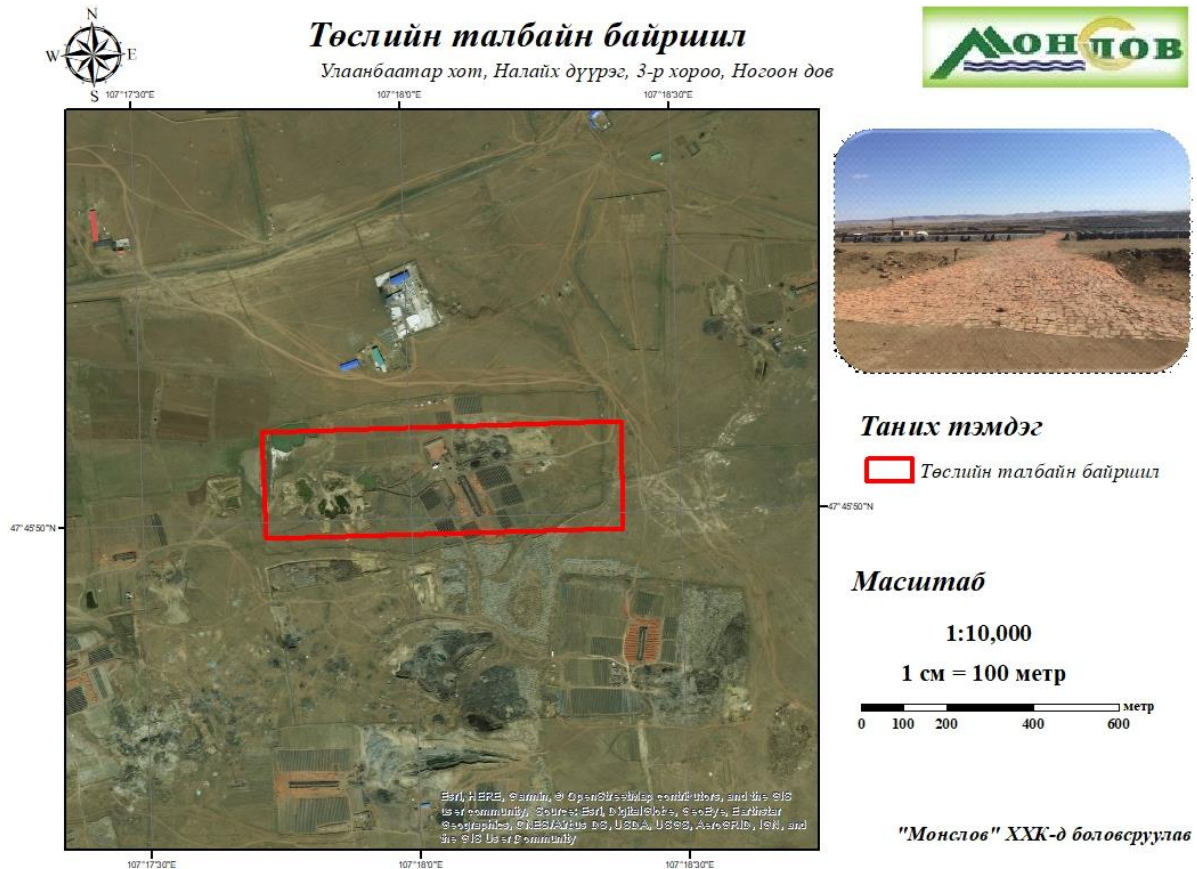 Төслийн талбайн байршил
Улаанбаатар хот, Налайх дүүрэг, 3-р хороо, Ногоон дов
N
W E
S
МОНСЛОВ
107°17'30"E 107°18'0"E 107°18'30"E
47°45'50"N
47°45'50"N
Таних тэмдэг
Төслийн талбайн байршил
Масштаб
1:10,000
1 см = 100 метр
метр
0 100 200 400 600
Esri, HERE, Garmin, © OpenStreetMap contributors, and the GIS
user community, Source: Esri, DigitalGlobe, GeoEye, Earthstar
Geographics, CNES/Airbus DS, USDA, USGS, AeroGRID, IGN, and
the GIS User Community
107°17'30"E 107°18'0"E 107°18'30"E
"Монслов" ХХК-д боловсруулав